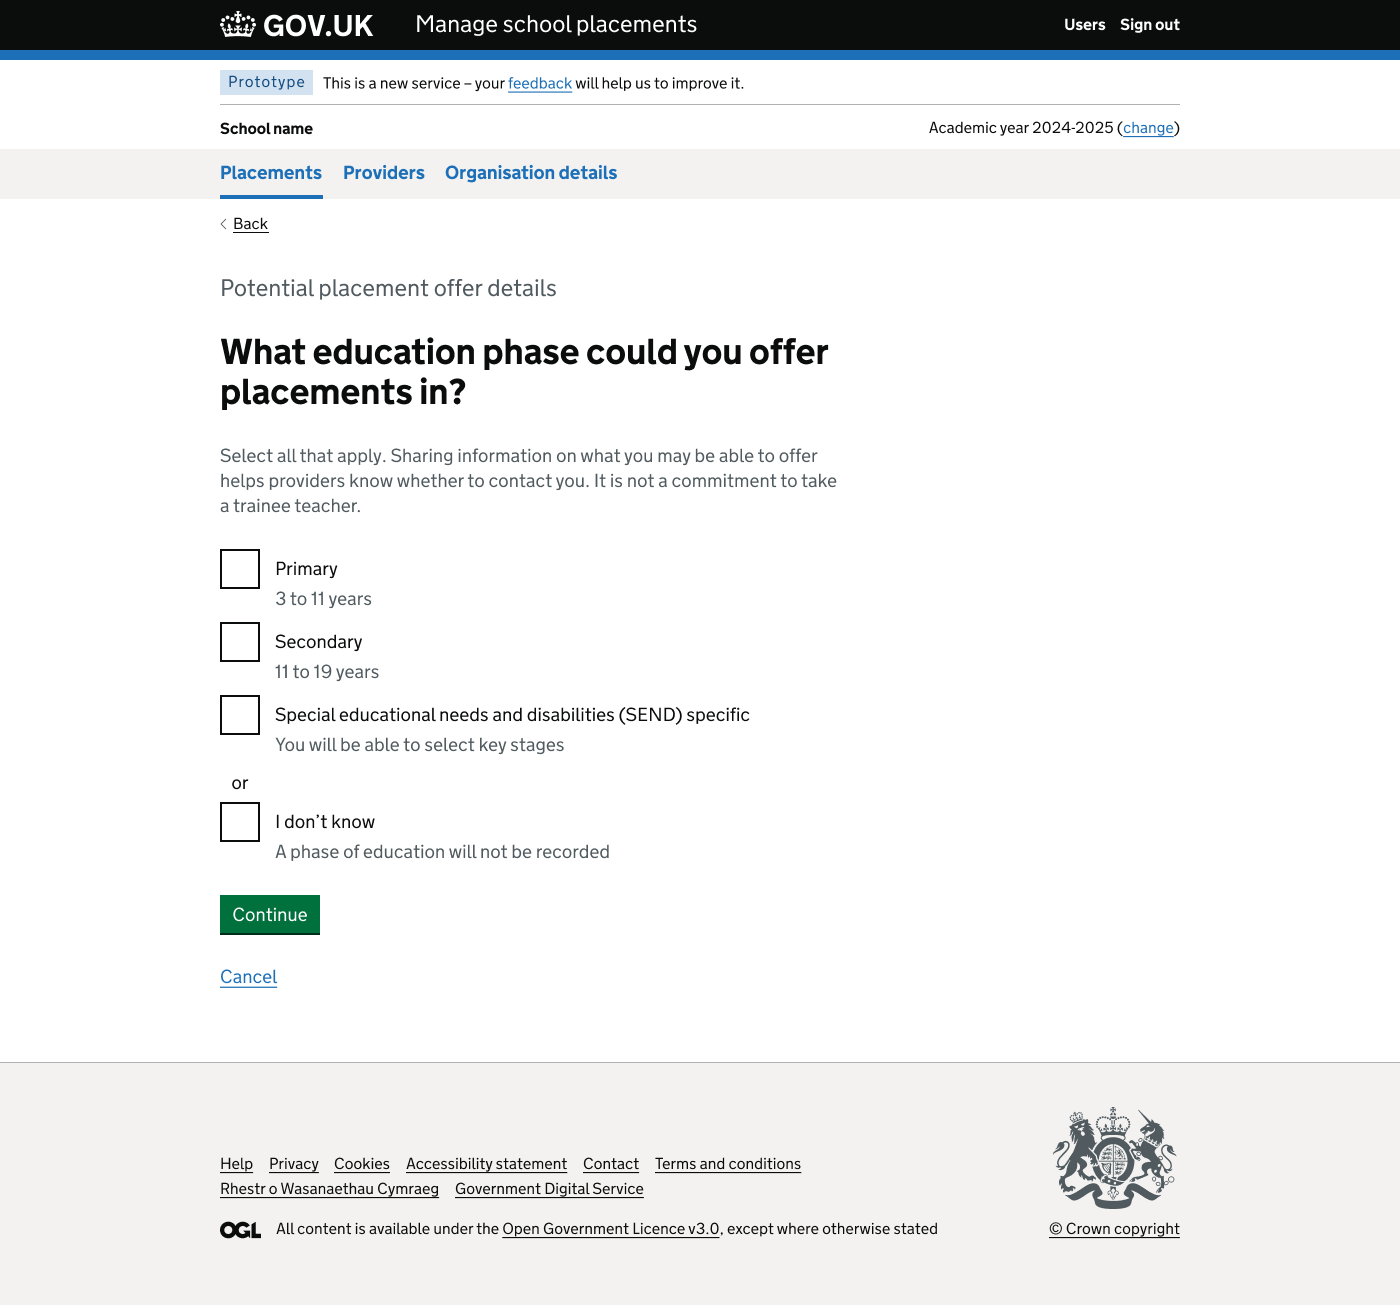 GOV.UK Manage school placements Users Sign out
Prototype This is a new service – your feedback will help us to improve it.
School name Academic year 2024-2025 (change)
Placements Providers Organisation details
Back
Potential placement offer details
What education phase could you offer
placements in?
Select all that apply. Sharing information on what you may be able to offer
helps providers know whether to contact you. It is not a commitment to take
a trainee teacher.
Primary
3 to 11 years
Secondary
11 to 19 years
Special educational needs and disabilities (SEND) specific
You will be able to select key stages
or
I don’t know
A phase of education will not be recorded
Continue
Cancel
Help Privacy Cookies Accessibility statement Contact Terms and conditions
Rhestr o Wasanaethau Cymraeg Government Digital Service
OGL All content is available under the Open Government Licence v3.0, except where otherwise stated
© Crown copyright